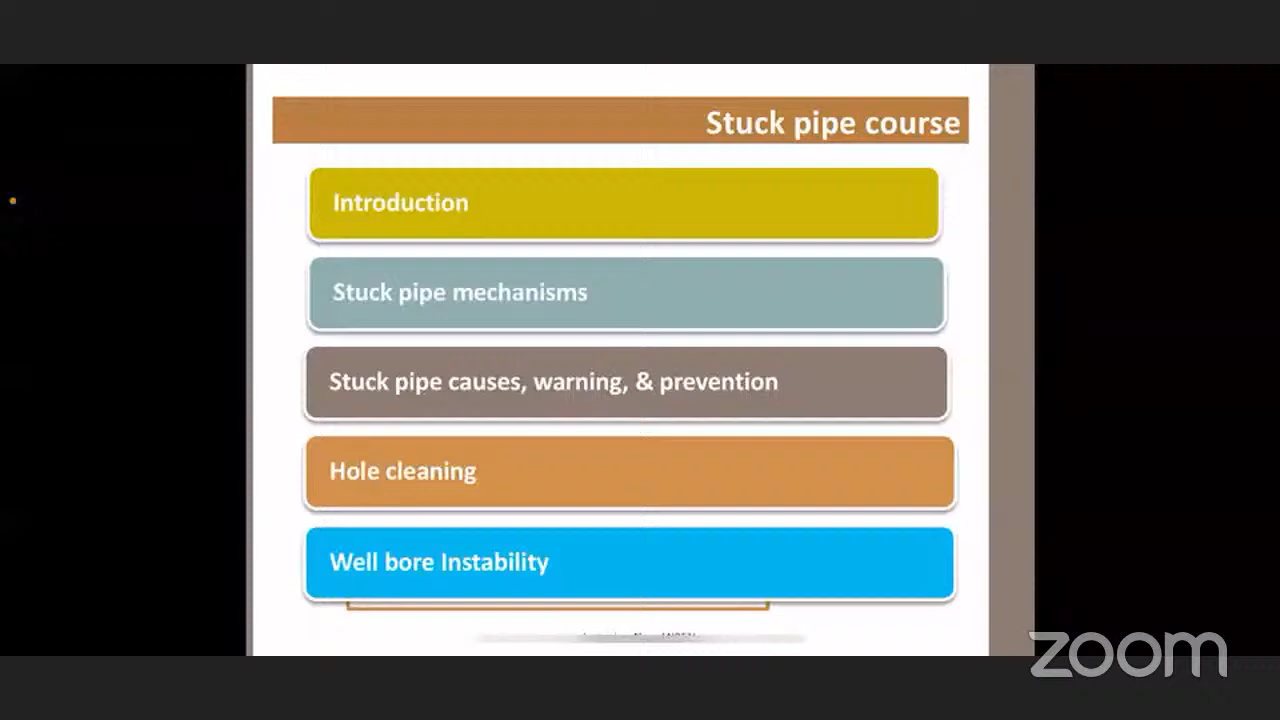 Stuck pipe course
Introduction
Stuck pipe mechanisms
Stuck pipe causes, warning, & prevention
Hole cleaning
Well bore Instability
zoom